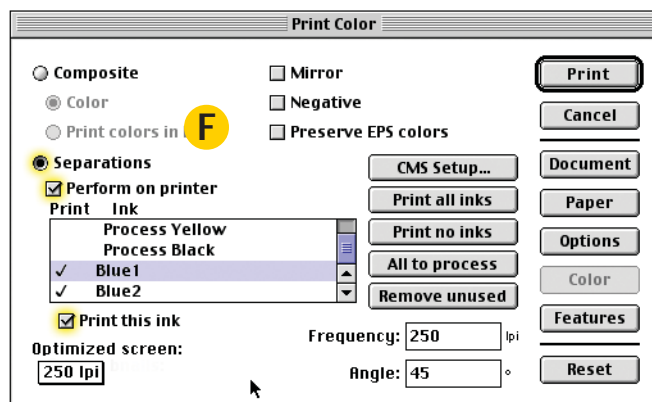 Print Color
Composite
Color
Print colors in
F
Separations
Perform on printer
Print Ink
Process Yellow
Process Black
✓ Blue1
✓ Blue2
Print this ink
Optimized screen:
250 lpi
Mirror
Negative
Preserve EPS colors
CMS Setup...
Print all inks
Print no inks
All to process
Remove unused
Frequency: 250 lpi
Angle: 45 °
Print
Cancel
Document
Paper
Options
Color
Features
Reset